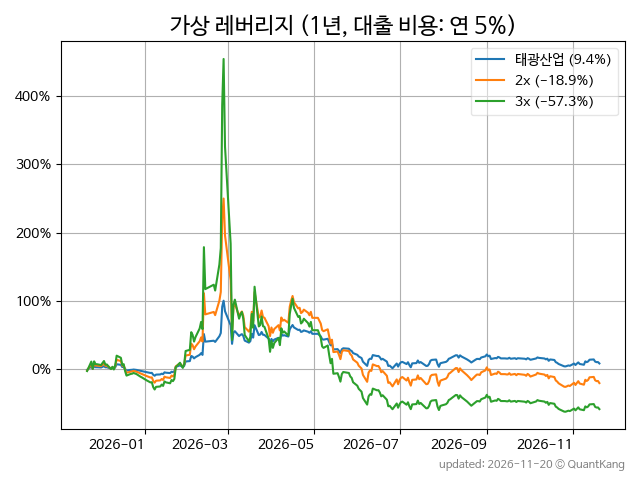 가상 레버리지 (1년, 대출 비용: 연 5%)
태광산업 (9.4%)
2x (−18.9%)
3x (−57.3%)
400%
300%
200%
100%
0%
2026-01 2026-03 2026-05 2026-07 2026-09 2026-11
updated: 2026-11-20 © QuantKang